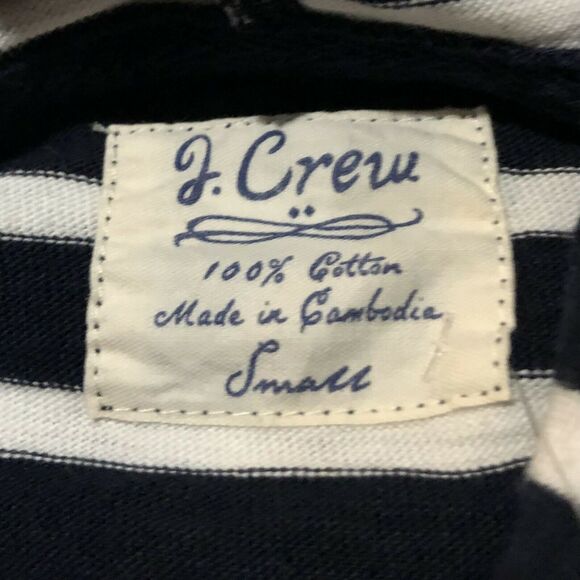 J. Crew
100% Cotton
Made in Cambodia
Small